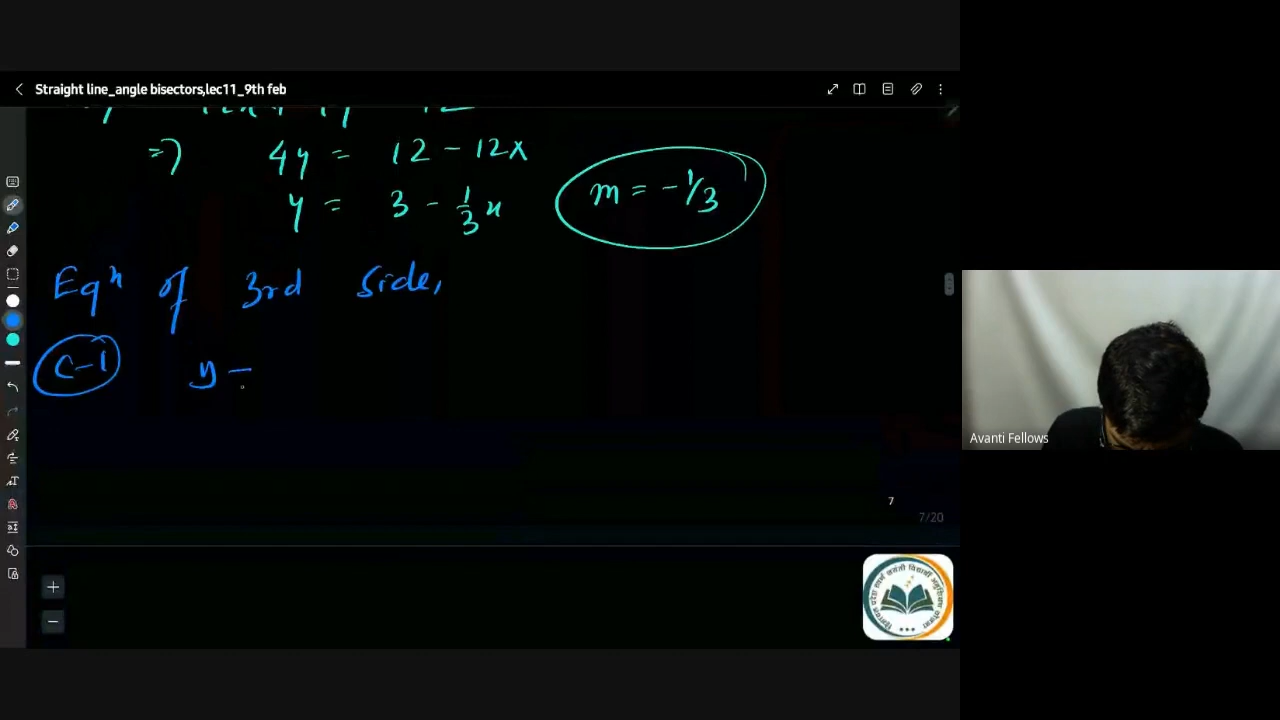 Straight line_angle bisectors,lec11_9th feb
=> 4y = 12 - 12x
y = 3 - 1/3 x
m = -1/3
Eqn of 3rd side,
C-1 y -
7
7/20
Avanti Fellows